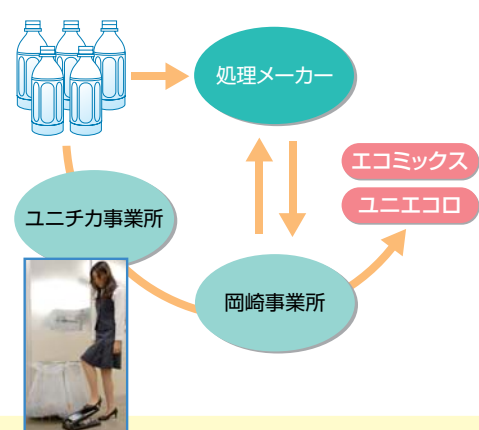 処理メーカー
エコミックス
ユニエコロ
ユニチカ事業所
岡崎事業所